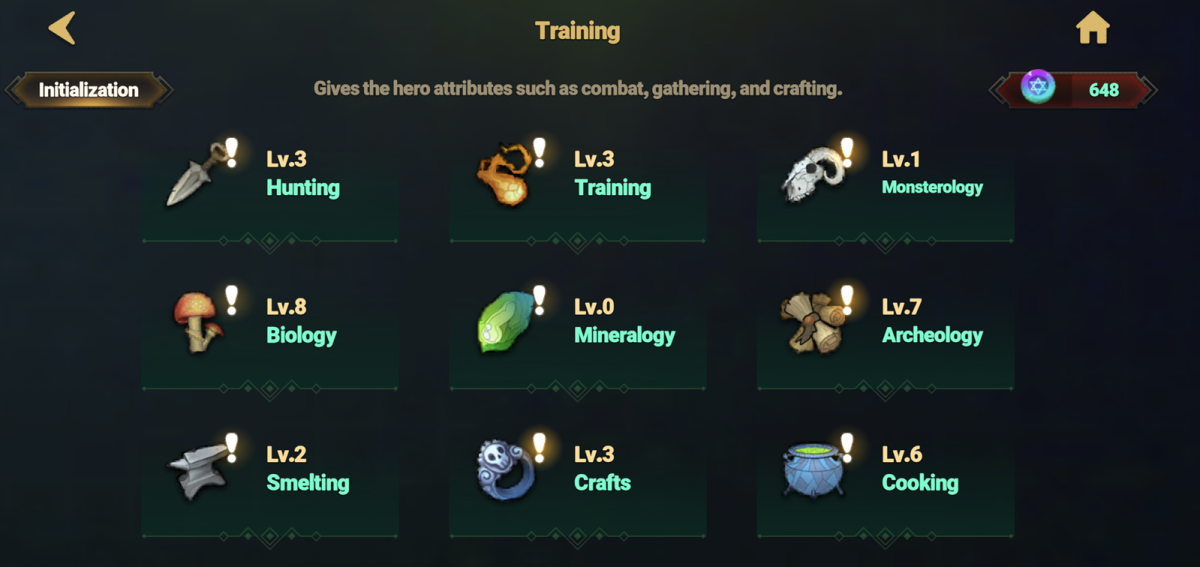 Training
Initialization
Gives the hero attributes such as combat, gathering, and crafting.
648
Lv.3
Hunting
Lv.3
Training
Lv.1
Monsterology
Lv.8
Biology
Lv.0
Mineralogy
Lv.7
Archeology
Lv.2
Smelting
Lv.3
Crafts
Lv.6
Cooking